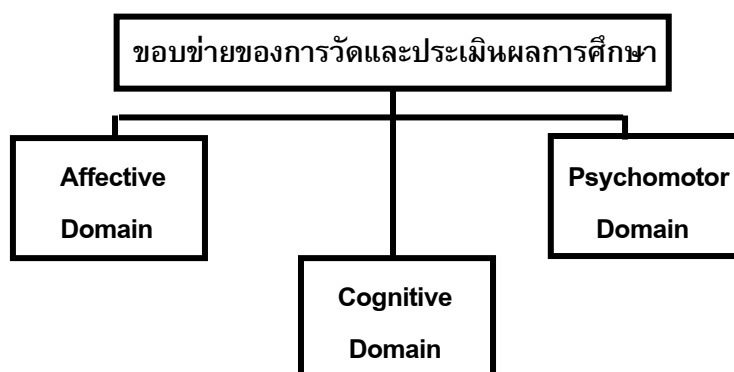 ขอบข่ายของการวัดและประเมินผลการศึกษา
Affective
Domain
Psychomotor
Domain
Cognitive
Domain